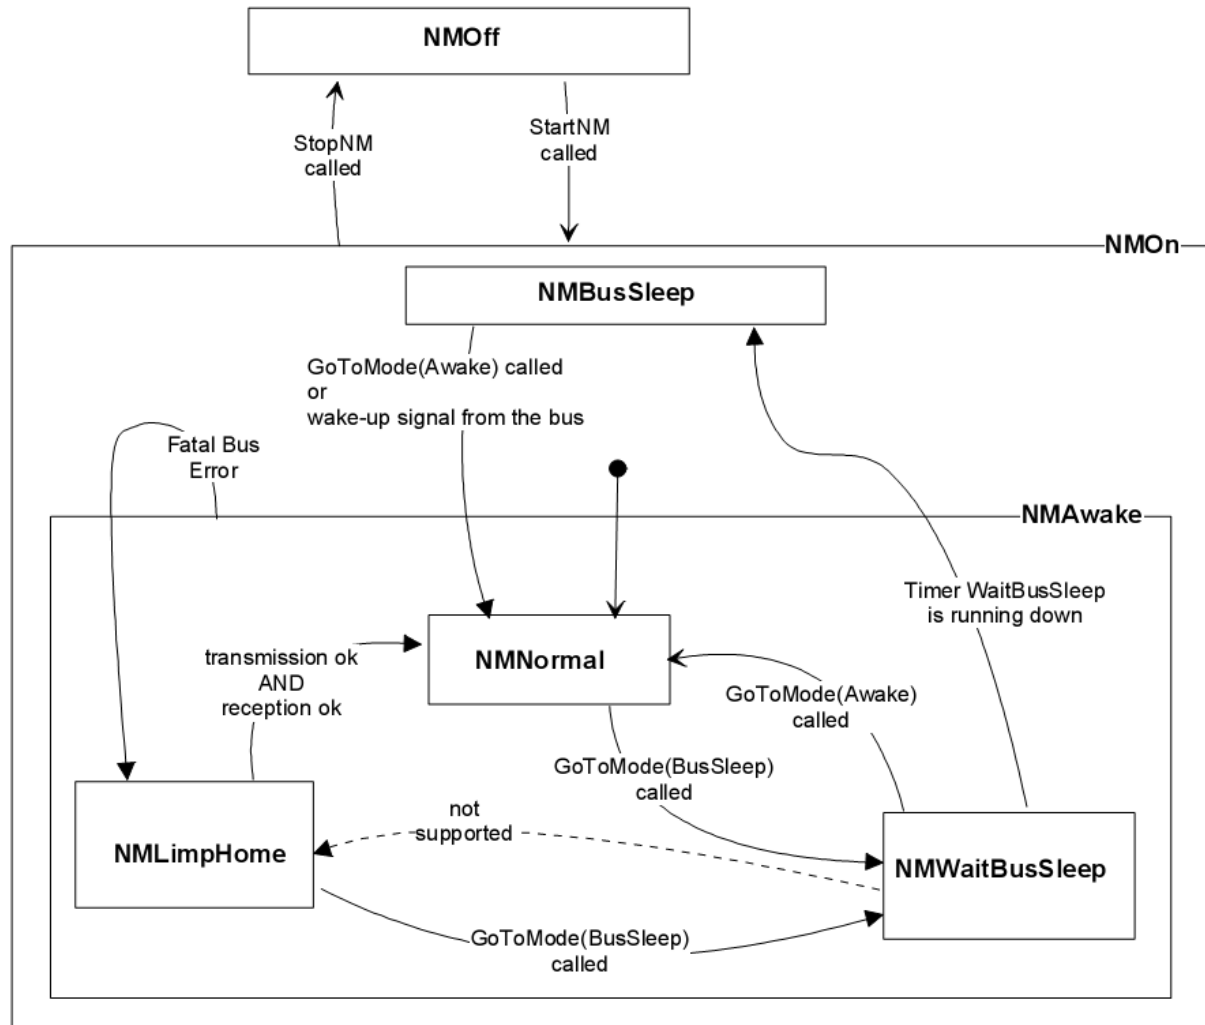 NMOff
StopNM
called
StartNM
called
NMOn
NMBusSleep
GoToMode(Awake) called
or
wake-up signal from the bus
Fatal Bus
Error
NMAwake
Timer WaitBusSleep
is running down
transmission ok
AND
reception ok
NMNormal
GoToMode(Awake)
called
GoToMode(BusSleep)
called
not
supported
NMLimpHome
NMWaitBusSleep
GoToMode(BusSleep)
called